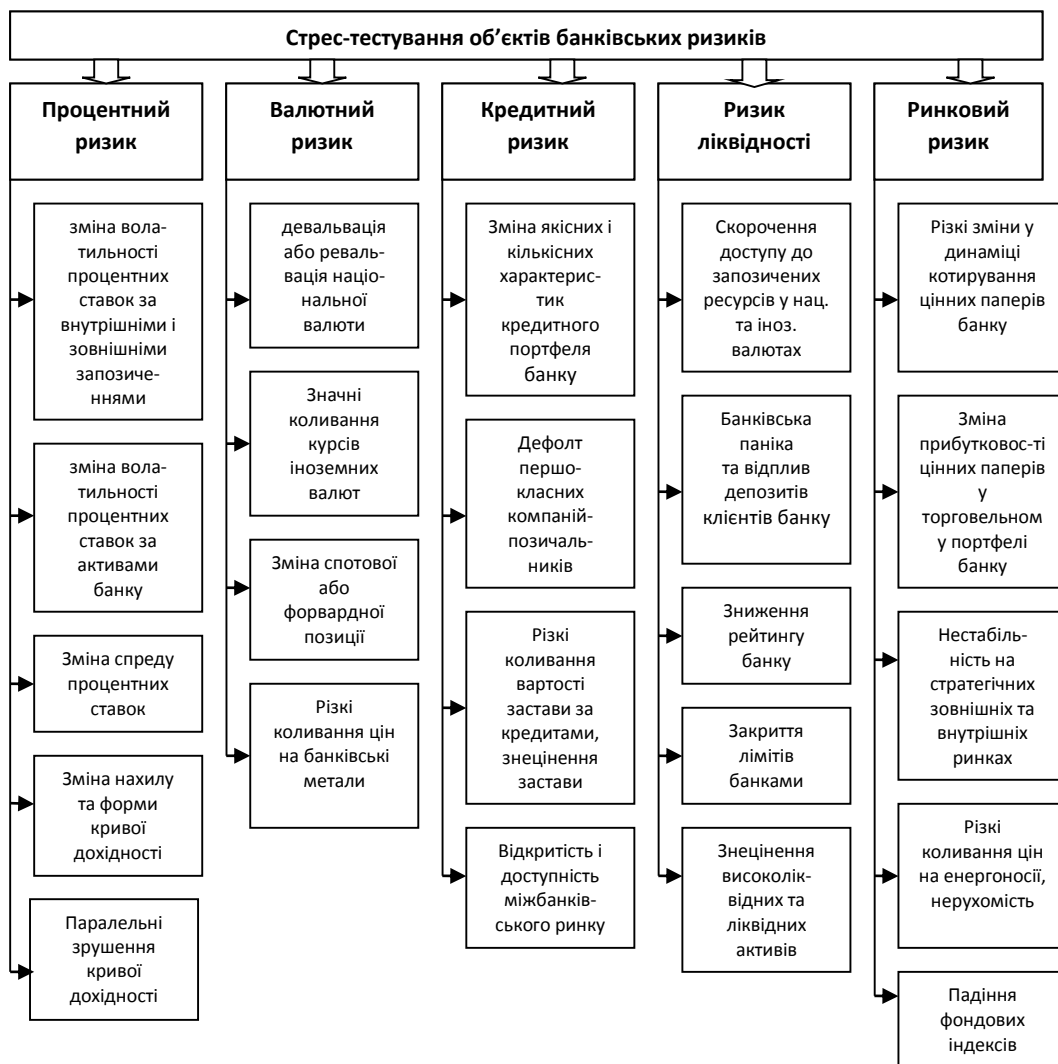 Стрес-тестування об’єктів банківських ризиків
Процентний
ризик
Валютний
ризик
Кредитний
ризик
Ризик
ліквідності
Ринковий
ризик
зміна вола-
тильності
процентних
ставок за
внутрішніми і
зовнішніми
запозиче-
ннями
зміна вола-
тильності
процентних
ставок за
активами
банку
Зміна спреду
процентних
ставок
Зміна нахилу
та форми
кривої
дохідності
Паралельні
зрушення
кривої
дохідності
девальвація
або реваль-
вація націо-
нальної
валюти
Значні
коливання
курсів
іноземних
валют
Зміна спотової
або
форвардної
позиції
Різкі
коливання цін
на банківські
метали
Зміна якісних і
кількісних
характерис-
тик
кредитного
портфеля
банку
Дефолт
першо-
класних
компаній-
позичаль-
ників
Різкі
коливання
вартості
застави за
кредитами,
знецінення
застави
Відкритість і
доступність
міжбанків-
ського ринку
Скорочення
доступу до
запозичених
ресурсів у нац.
та іноз.
валютах
Банківська
паніка
та відплив
депозитів
клієнтів банку
Зниження
рейтингу
банку
Закриття
лімітів
банками
Знецінення
високолік-
відних та
ліквідних
активів
Різкі зміни у
динаміці
котирування
цінних паперів
банку
Зміна
прибутковос-ті
цінних паперів
у
торговельном
у портфелі
банку
Нестабіль-
ність на
стратегічних
зовнішніх та
внутрішніх
ринках
Різкі
коливання цін
на енергоносії,
нерухомість
Падіння
фондових
індексів